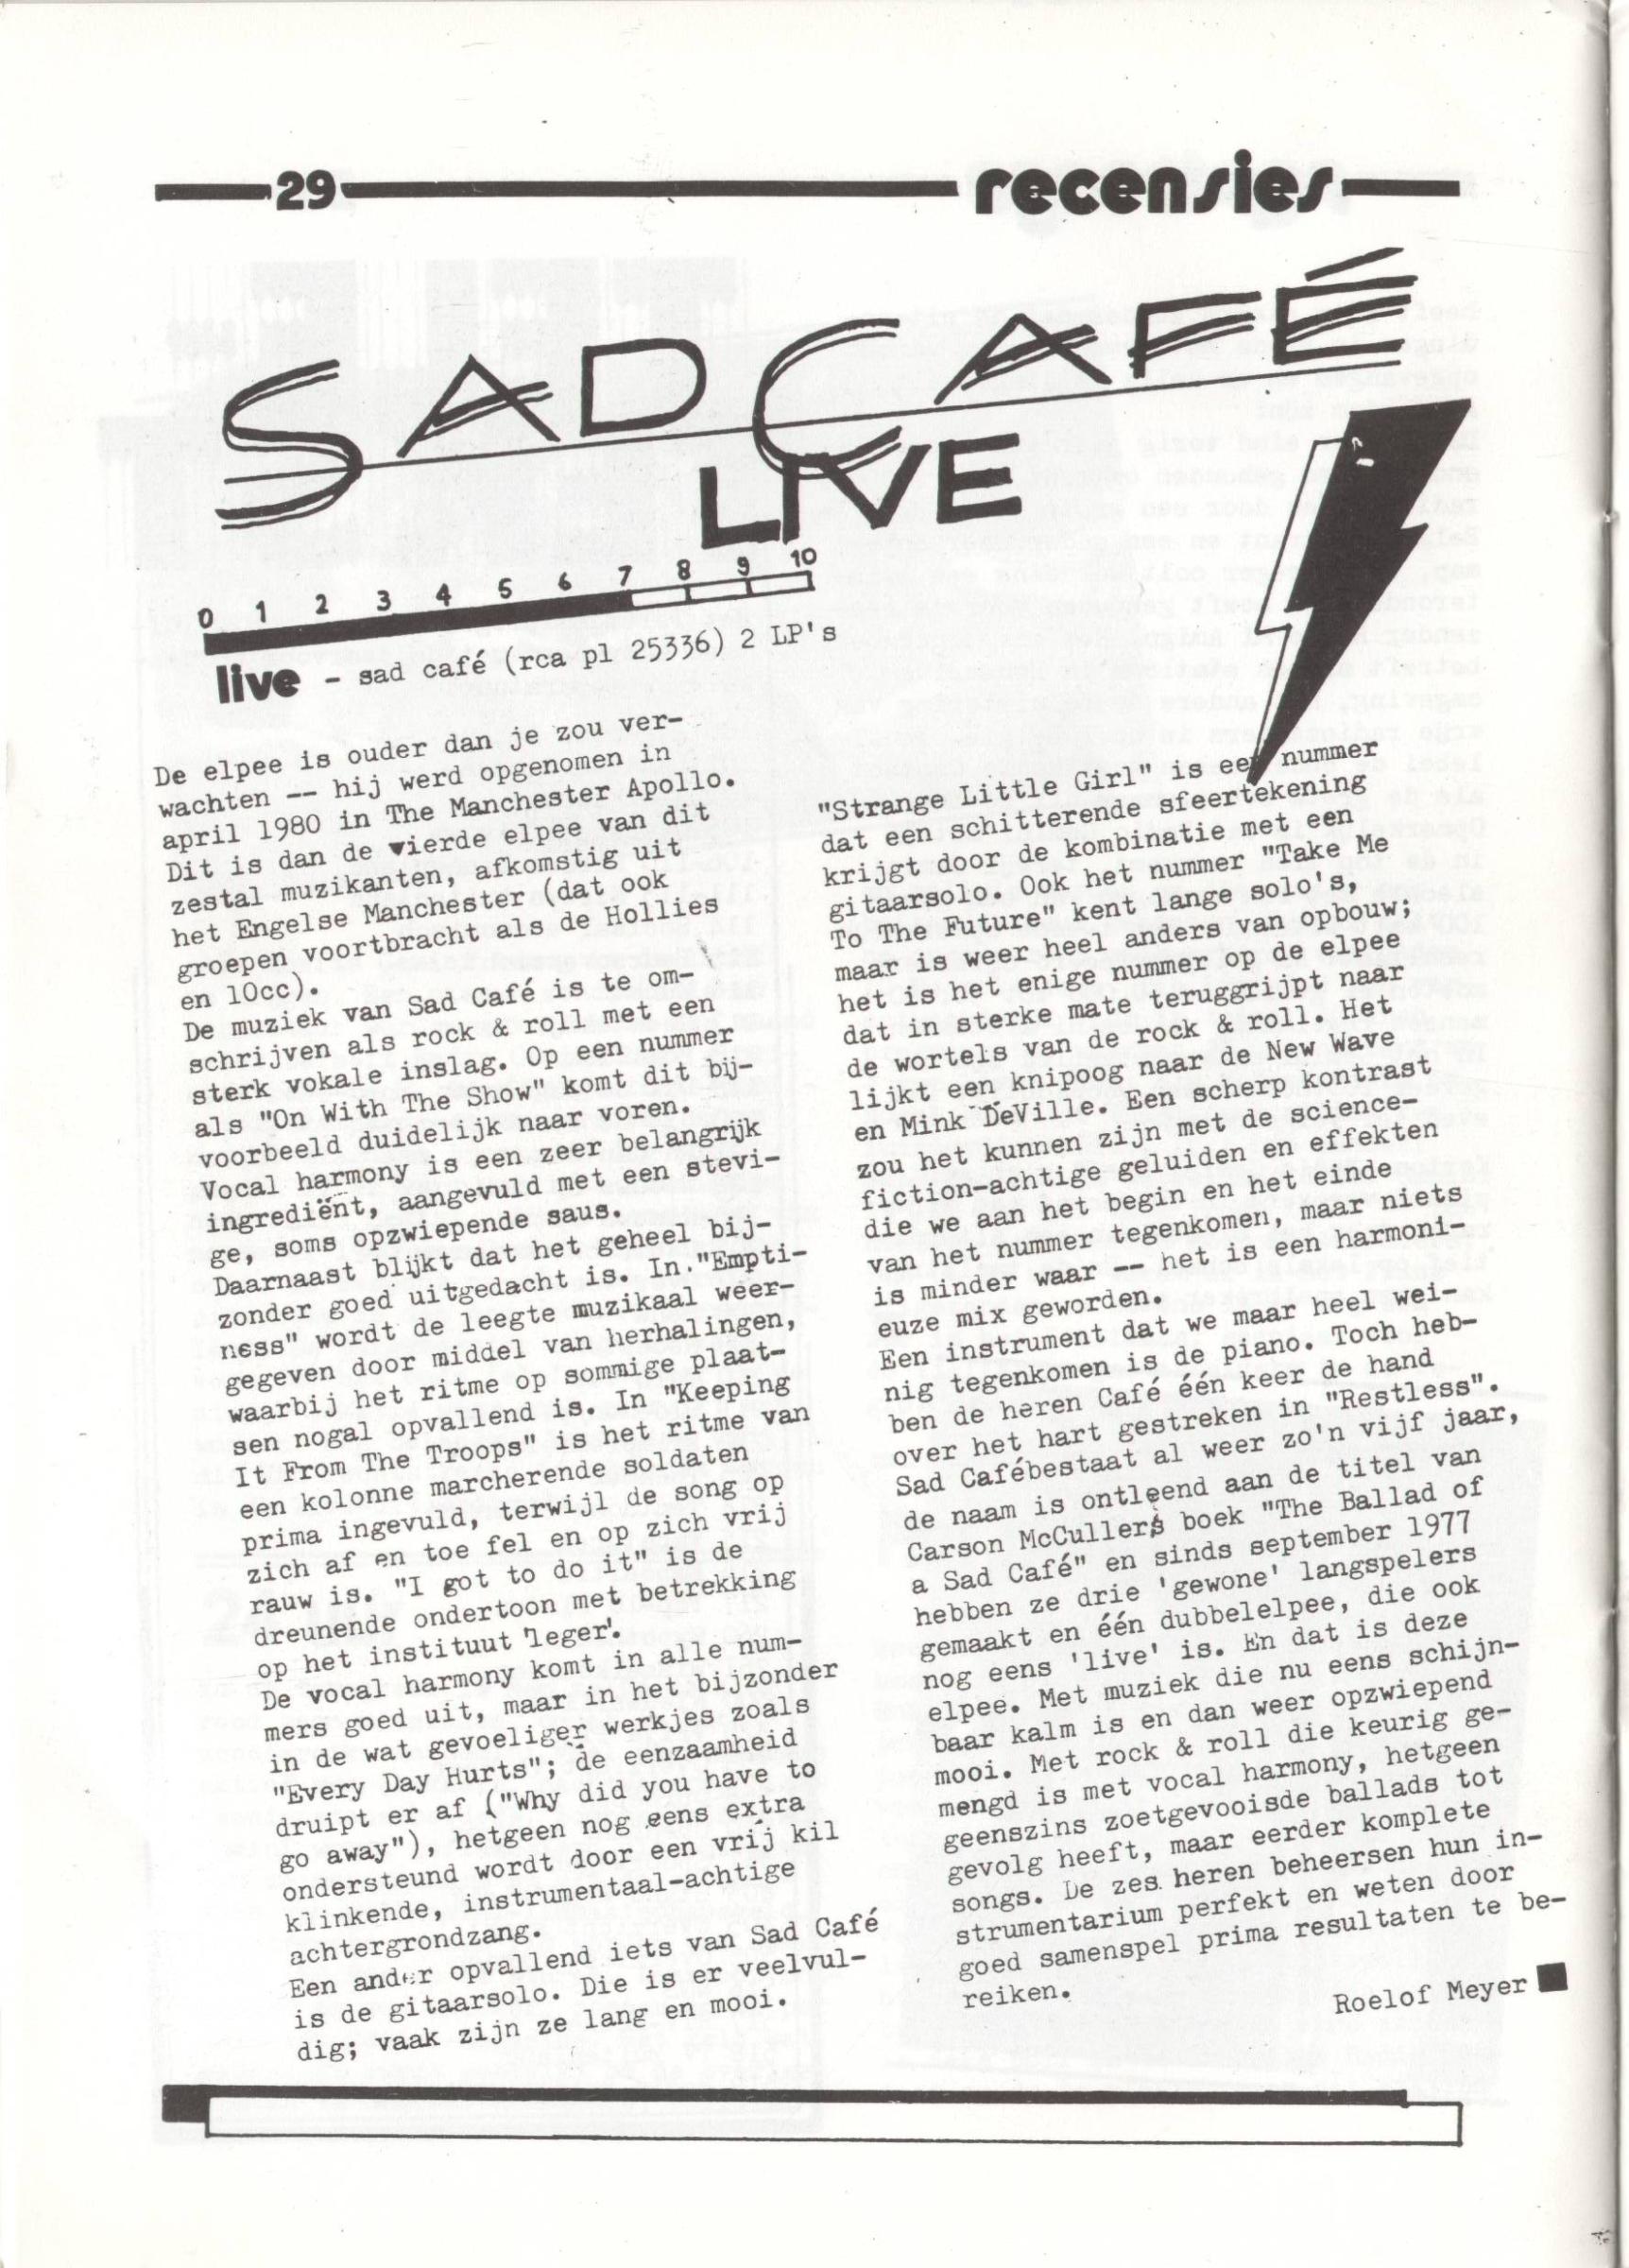 29
recensies
SAD CAFÉ
LIVE
0 1 2 3 4 5 6 7 8 9 10
live - sad café (rca pl 25336) 2 LP's
De elpee is ouder dan je zou ver-
wachten -- hij werd opgenomen in
april 1980 in The Manchester Apollo.
Dit is dan de vierde elpee van dit
zestal muzikanten, afkomstig uit
het Engelse Manchester (dat ook
groepen voortbracht als de Hollies
en 10cc).
De muziek van Sad Café is te om-
schrijven als rock & roll met een
sterk vokale inslag. Op een nummer
als "On With The Show" komt dit bij-
voorbeeld duidelijk naar voren.
Vocal harmony is een zeer belangrijk
ingrediënt, aangevuld met een stevi-
ge, soms opzwiepende saus.
Daarnaast blijkt dat het geheel bij-
zonder goed uitgedacht is. In "Empti-
ness" wordt de leegte muzikaal weer-
gegeven door middel van herhalingen,
waarbij het ritme op sommige plaat-
sen nogal opvallend is. In "Keeping
It From The Troops" is het ritme van
een kolonne marcherende soldaten
prima ingevuld, terwijl de song op
zich af en toe fel en op zich vrij
rauw is. "I got to do it" is de
dreunende ondertoon met betrekking
op het instituut 'leger'.
De vocal harmony komt in alle num-
mers goed uit, maar in het bijzonder
in de wat gevoeliger werkjes zoals
"Every Day Hurts"; de eenzaamheid
druipt er af ("Why did you have to
go away"), hetgeen nog eens extra
ondersteund wordt door een vrij kil
klinkende, instrumentaal-achtige
achtergrondzang.
Een ander opvallend iets van Sad Café
is de gitaarsolo. Die is er veelvul-
dig; vaak zijn ze lang en mooi.
"Strange Little Girl" is een nummer
dat een schitterende sfeertekening
krijgt door de kombinatie met een
gitaarsolo. Ook het nummer "Take Me
To The Future" kent lange solo's,
maar is weer heel anders van opbouw;
het is het enige nummer op de elpee
dat in sterke mate teruggrijpt naar
de wortels van de rock & roll. Het
lijkt een knipoog naar de New Wave
en Mink DeVille. Een scherp kontrast
zou het kunnen zijn met de science-
fiction-achtige geluiden en effekten
die we aan het begin en het einde
van het nummer tegenkomen, maar niets
is minder waar -- het is een harmoni-
euze mix geworden.
Een instrument dat we maar heel wei-
nig tegenkomen is de piano. Toch heb-
ben de heren Café één keer de hand
over het hart gestreken in "Restless".
Sad Cafébestaat al weer zo'n vijf jaar,
de naam is ontleend aan de titel van
Carson McCullers boek "The Ballad of
a Sad Café" en sinds september 1977
hebben ze drie 'gewone' langspelers
gemaakt en één dubbelelpee, die ook
nog eens 'live' is. En dat is deze
elpee. Met muziek die nu eens schijn-
baar kalm is en dan weer opzwiepend
mooi. Met rock & roll die keurig ge-
mengd is met vocal harmony, hetgeen
geenszins zoetgevooisde ballads tot
gevolg heeft, maar eerder komplete
songs. De zes heren beheersen hun in-
strumentarium perfekt en weten door
goed samenspel prima resultaten te be-
reiken.
Roelof Meyer